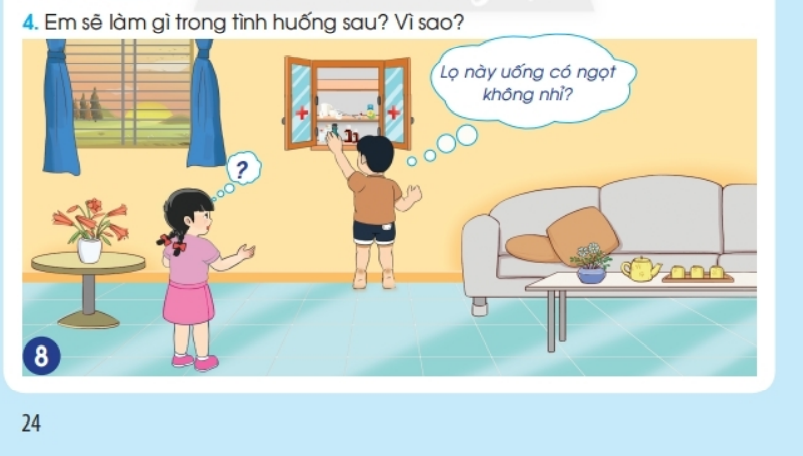 4. Em sẽ làm gì trong tình huống sau? Vì sao?
Lọ này uống có ngọt
không nhỉ?
?
8
24